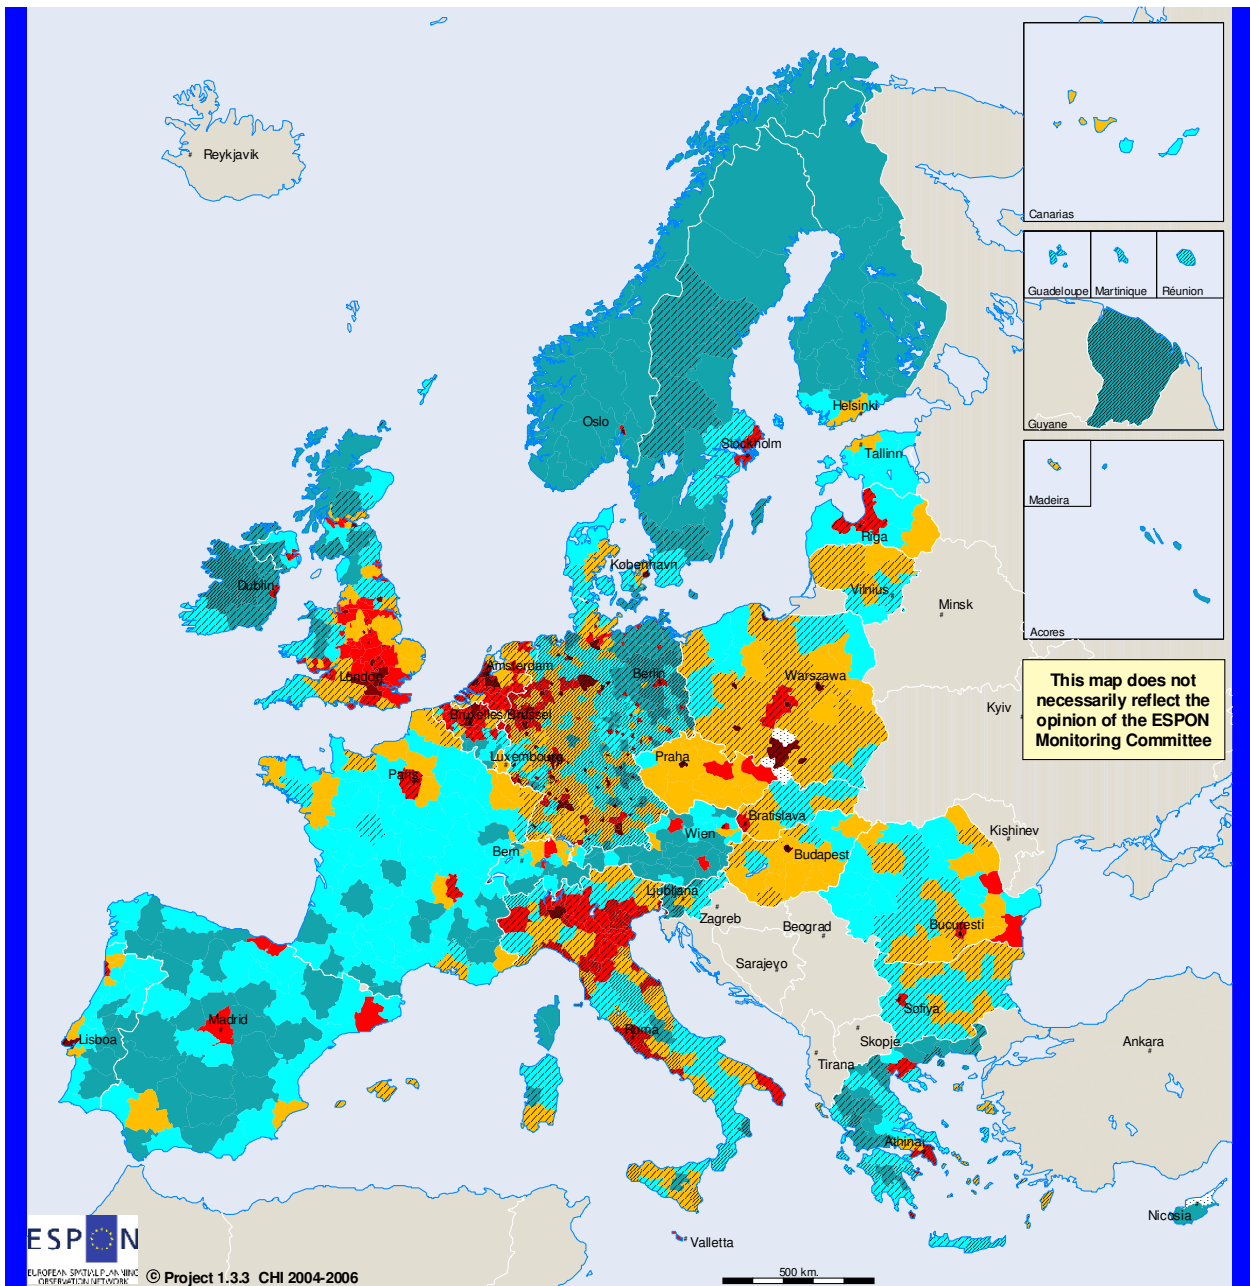 Reykjavik
Canarias
Guadeloupe
Martinique
Réunion
Guyane
Helsinki
Oslo
Stockholm
Tallinn
Madeira
Riga
København
Dublin
Vilnius
Minsk
Acores
Amsterdam
Berlin
London
Warszawa
This map does not
necessarily reflect the
opinion of the ESPON
Monitoring Committee
Kyiv
Bruxelles/Brussel
Luxembourg
Praha
Paris
Bratislava
Wien
Kishinev
Bern
Budapest
Ljubljana
Zagreb
Beograd
Bucuresti
Sarajevo
Sofiya
Madrid
Roma
Lisboa
Skopje
Ankara
Tirana
Athinai
Nicosia
Valletta
ESPON
EUROPEAN SPATIAL PLANNING
OBSERVATION NETWORK
© Project 1.3.3 CHI 2004-2006
500 km.